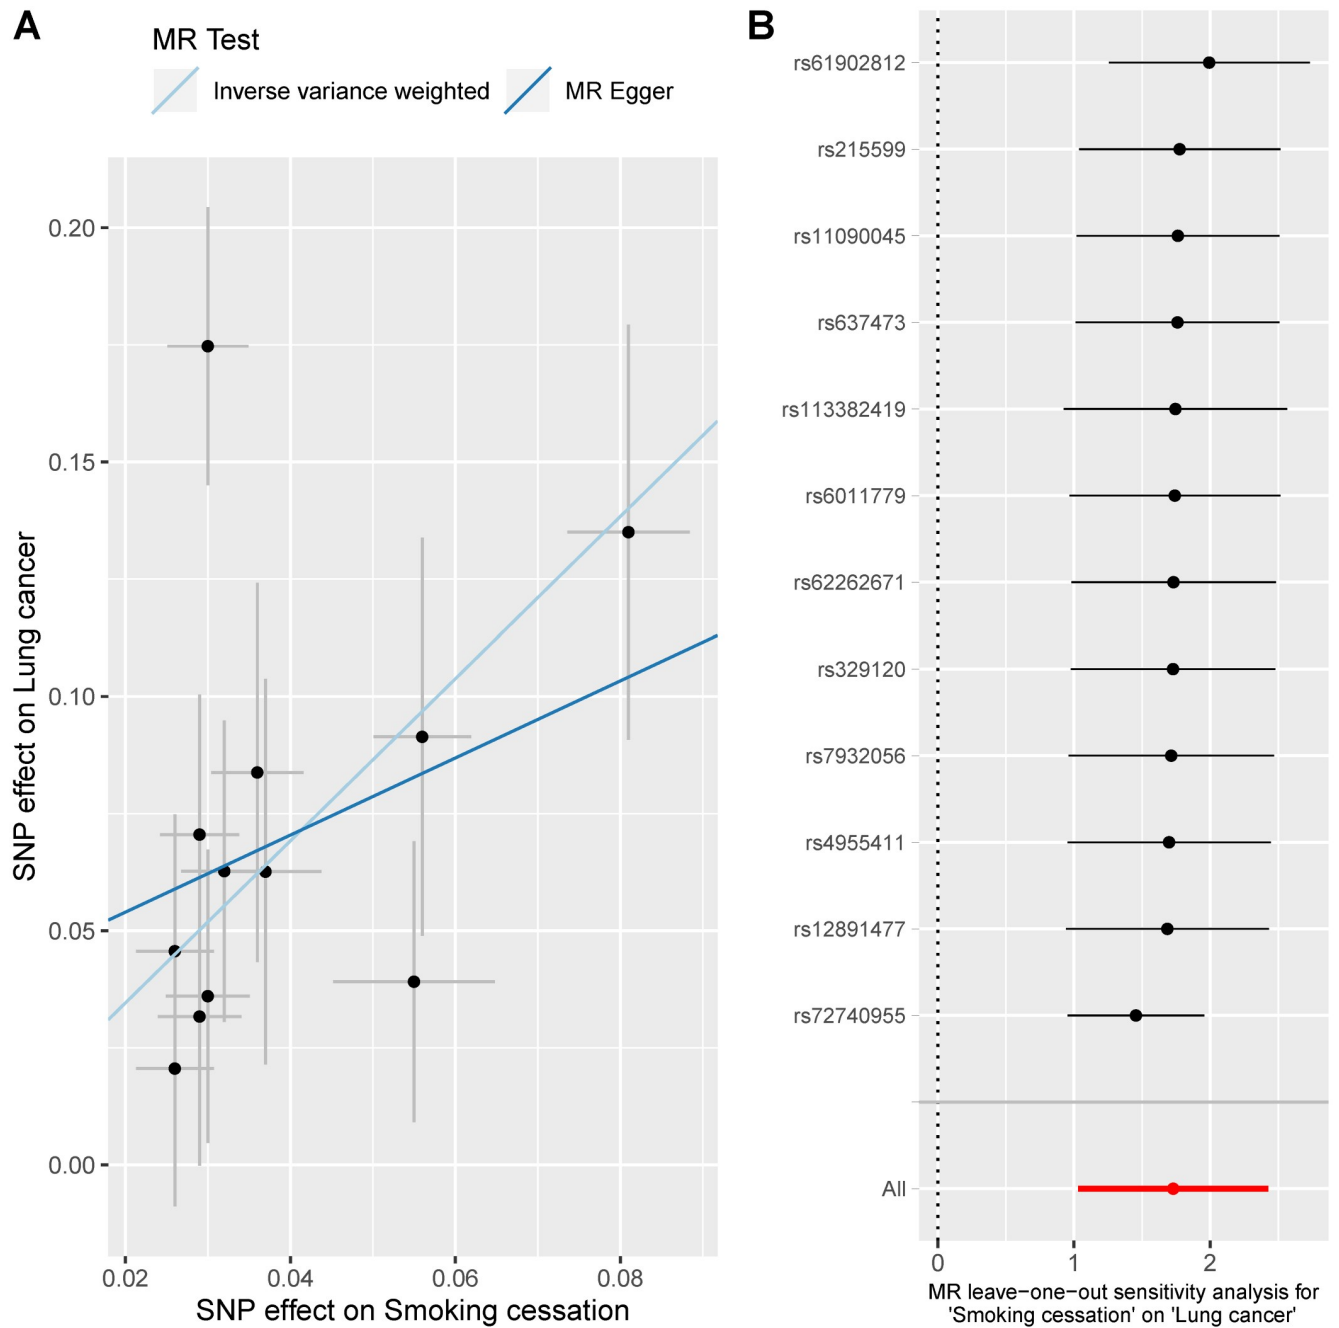 A
MR Test
Inverse variance weighted
MR Egger
SNP effect on Lung cancer
0.20
0.15
0.10
0.05
0.00
0.02
0.04
0.06
0.08
SNP effect on Smoking cessation
B
rs61902812
rs215599
rs11090045
rs637473
rs113382419
rs6011779
rs62262671
rs329120
rs7932056
rs4955411
rs12891477
rs72740955
All
0
1
2
MR leave−one−out sensitivity analysis for
'Smoking cessation' on 'Lung cancer'